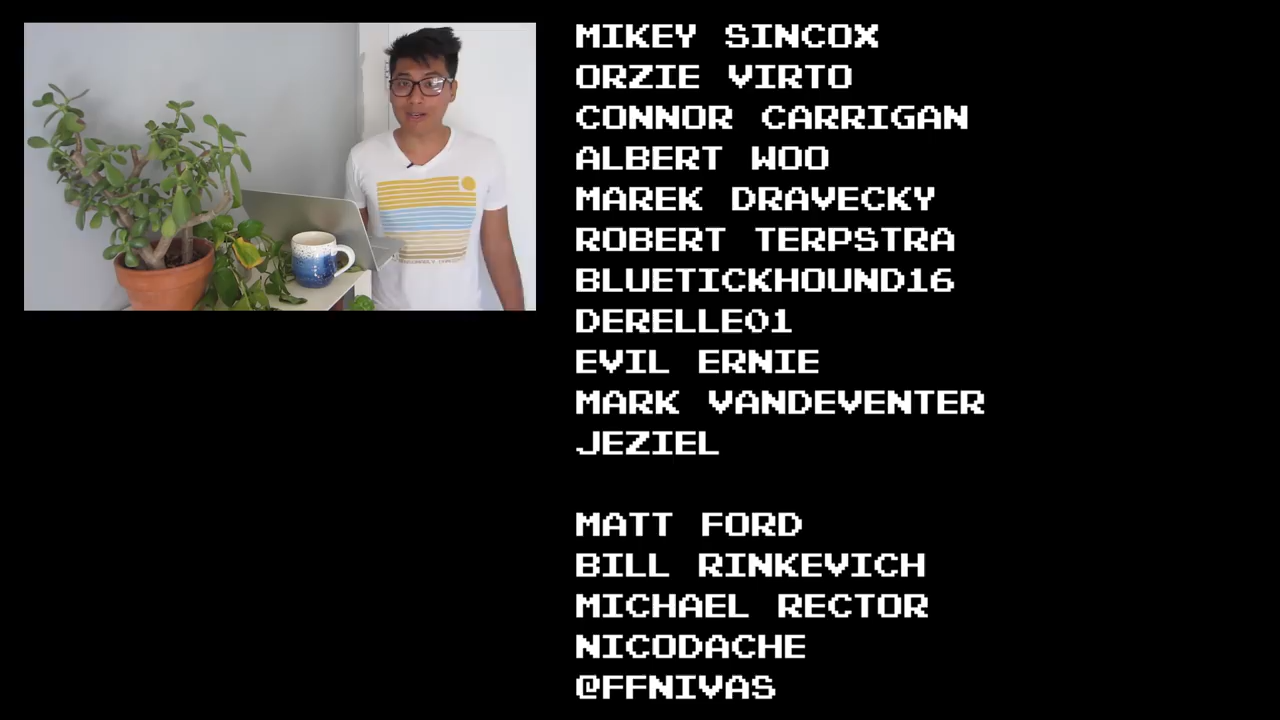 MIKEY SINCOX
ORZIE VIRTO
CONNOR CARRIGAN
ALBERT WOO
MAREK DRAVECKY
ROBERT TERPSTRA
BLUETICKHOUND16
DERELLE01
EVIL ERNIE
MARK VANDEVENTER
JEZIEL
MATT FORD
BILL RINKEVICH
MICHAEL RECTOR
NICODACHE
@FFNIVAS